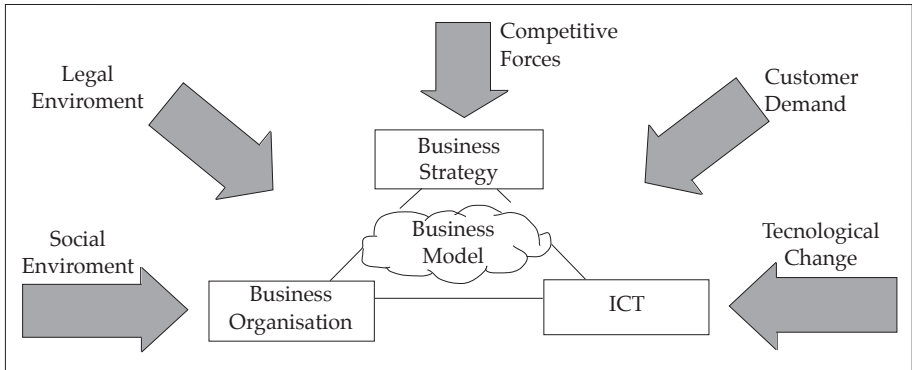 Competitive
Forces
Legal
Enviroment
Customer
Demand
Business
Strategy
Business
Model
Social
Enviroment
Tecnological
Change
Business
Organisation
ICT